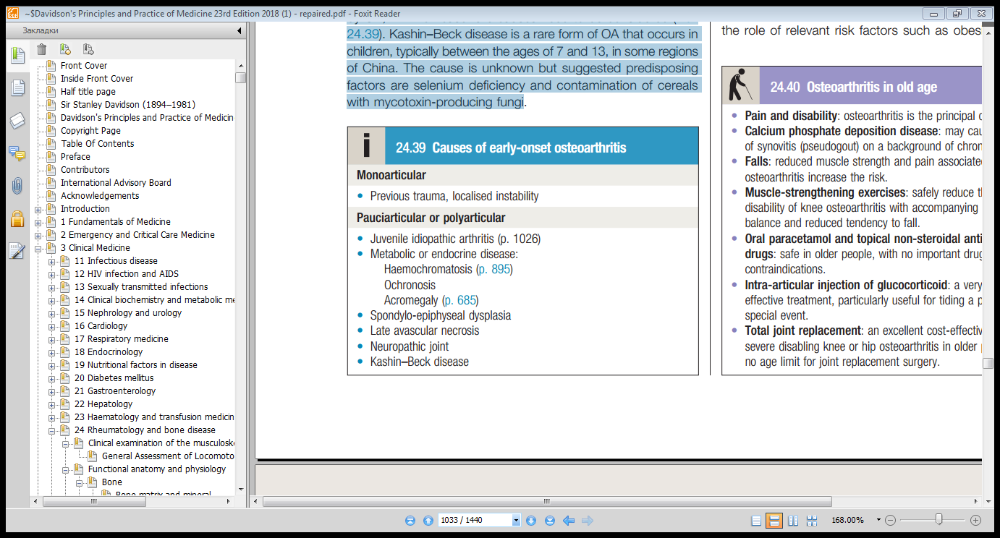 ~$Davidson's Principles and Practice of Medicine 23rd Edition 2018 (1) - repaired.pdf - Foxit Reader
Закладки
Front Cover
Inside Front Cover
Half title page
Sir Stanley Davidson (1894–1981)
Davidson's Principles and Practice of Medicin
Copyright Page
Table Of Contents
Preface
Contributors
International Advisory Board
Acknowledgements
Introduction
1 Fundamentals of Medicine
2 Emergency and Critical Care Medicine
3 Clinical Medicine
11 Infectious disease
12 HIV infection and AIDS
13 Sexually transmitted infections
14 Clinical biochemistry and metabolic me
15 Nephrology and urology
16 Cardiology
17 Respiratory medicine
18 Endocrinology
19 Nutritional factors in disease
20 Diabetes mellitus
21 Gastroenterology
22 Hepatology
23 Haematology and transfusion medicin
24 Rheumatology and bone disease
Clinical examination of the musculosk
General Assessment of Locomoto
Functional anatomy and physiology
Bone
Bone matrix and mineral
24.39). Kashin–Beck disease is a rare form of OA that occurs in
children, typically between the ages of 7 and 13, in some regions
of China. The cause is unknown but suggested predisposing
factors are selenium deficiency and contamination of cereals
with mycotoxin-producing fungi.
i
24.39 Causes of early-onset osteoarthritis
Monoarticular
• Previous trauma, localised instability
Pauciarticular or polyarticular
• Juvenile idiopathic arthritis (p. 1026)
• Metabolic or endocrine disease:
Haemochromatosis (p. 895)
Ochronosis
Acromegaly (p. 685)
• Spondylo-epiphyseal dysplasia
• Late avascular necrosis
• Neuropathic joint
• Kashin–Beck disease
the role of relevant risk factors such as obes
24.40 Osteoarthritis in old age
• Pain and disability: osteoarthritis is the principal c
• Calcium phosphate deposition disease: may cau
of synovitis (pseudogout) on a background of chron
• Falls: reduced muscle strength and pain associate
osteoarthritis increase the risk.
• Muscle-strengthening exercises: safely reduce t
disability of knee osteoarthritis with accompanying
balance and reduced tendency to fall.
• Oral paracetamol and topical non-steroidal anti
drugs: safe in older people, with no important drug
contraindications.
• Intra-articular injection of glucocorticoid: a very
effective treatment, particularly useful for tiding a p
special event.
• Total joint replacement: an excellent cost-effectiv
severe disabling knee or hip osteoarthritis in older
no age limit for joint replacement surgery.
1033 / 1440
168.00%